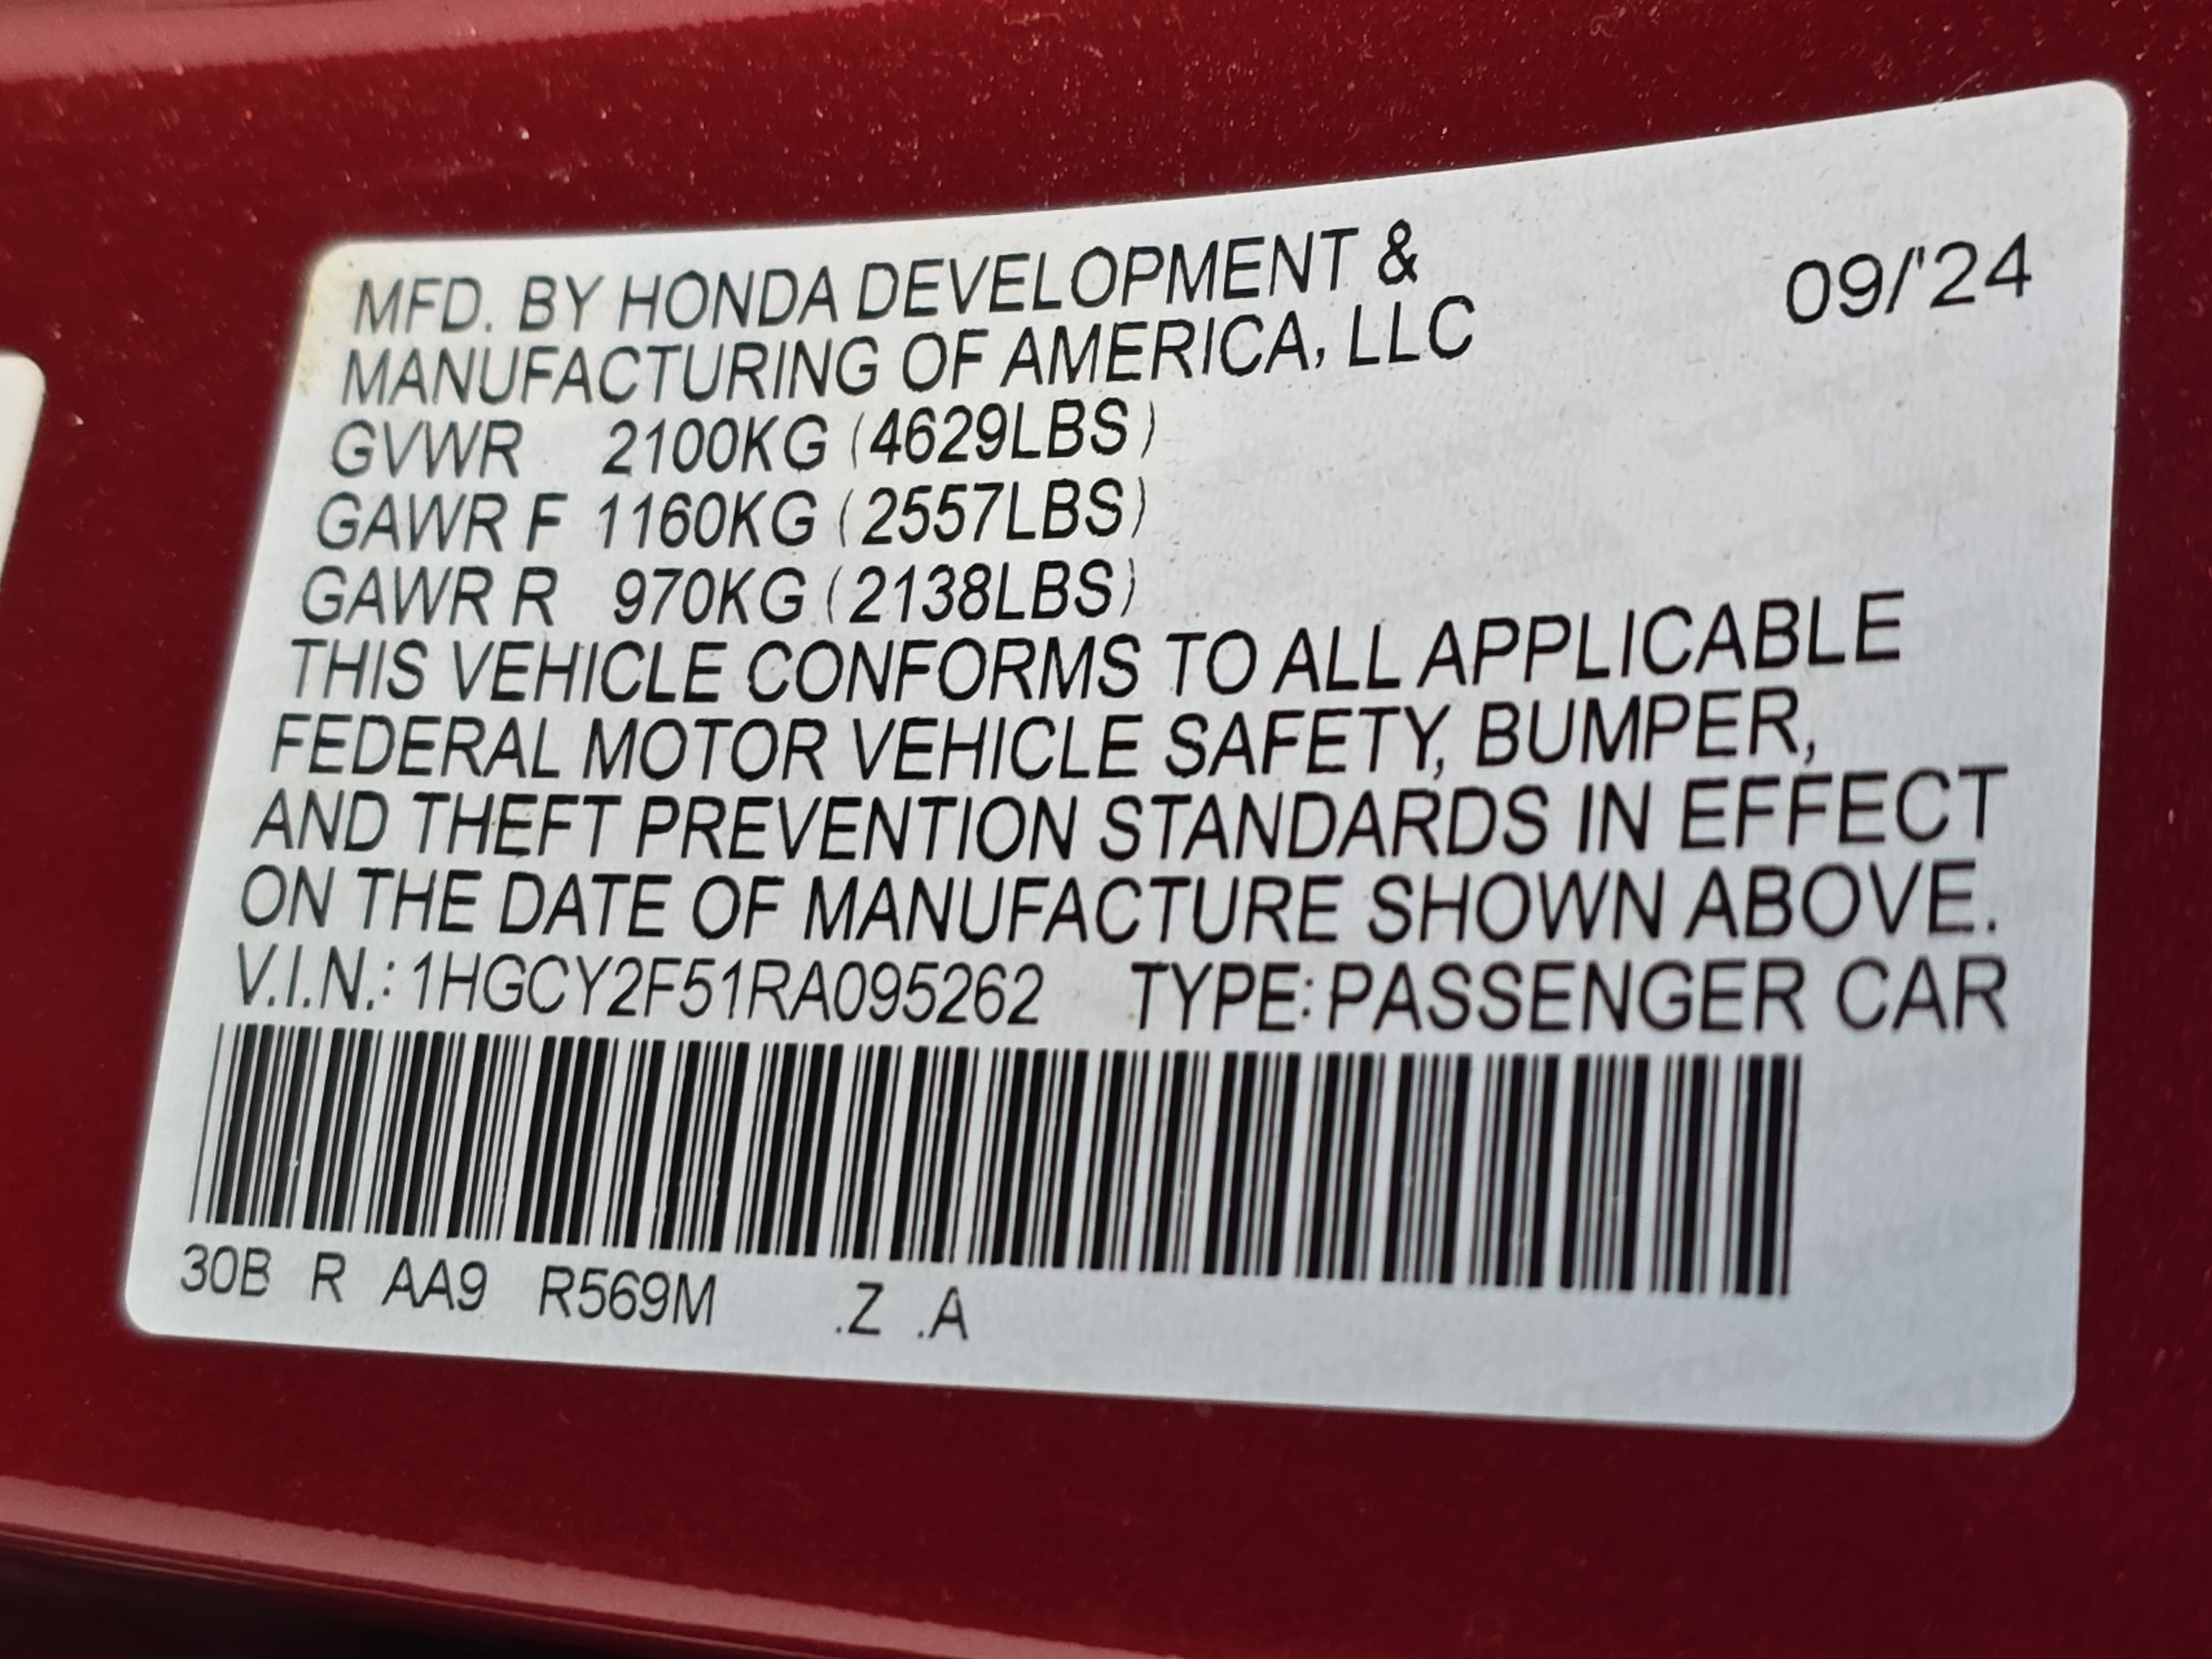 MFD. BY HONDA DEVELOPMENT &
MANUFACTURING OF AMERICA, LLC
09/'24
GVWR 2100KG (4629LBS)
GAWR F 1160KG (2557LBS)
GAWR R 970KG (2138LBS)
THIS VEHICLE CONFORMS TO ALL APPLICABLE
FEDERAL MOTOR VEHICLE SAFETY, BUMPER,
AND THEFT PREVENTION STANDARDS IN EFFECT
ON THE DATE OF MANUFACTURE SHOWN ABOVE.
V.I.N.: 1HGCY2F51RA095262 TYPE: PASSENGER CAR
30B R AA9 R569M .Z .A